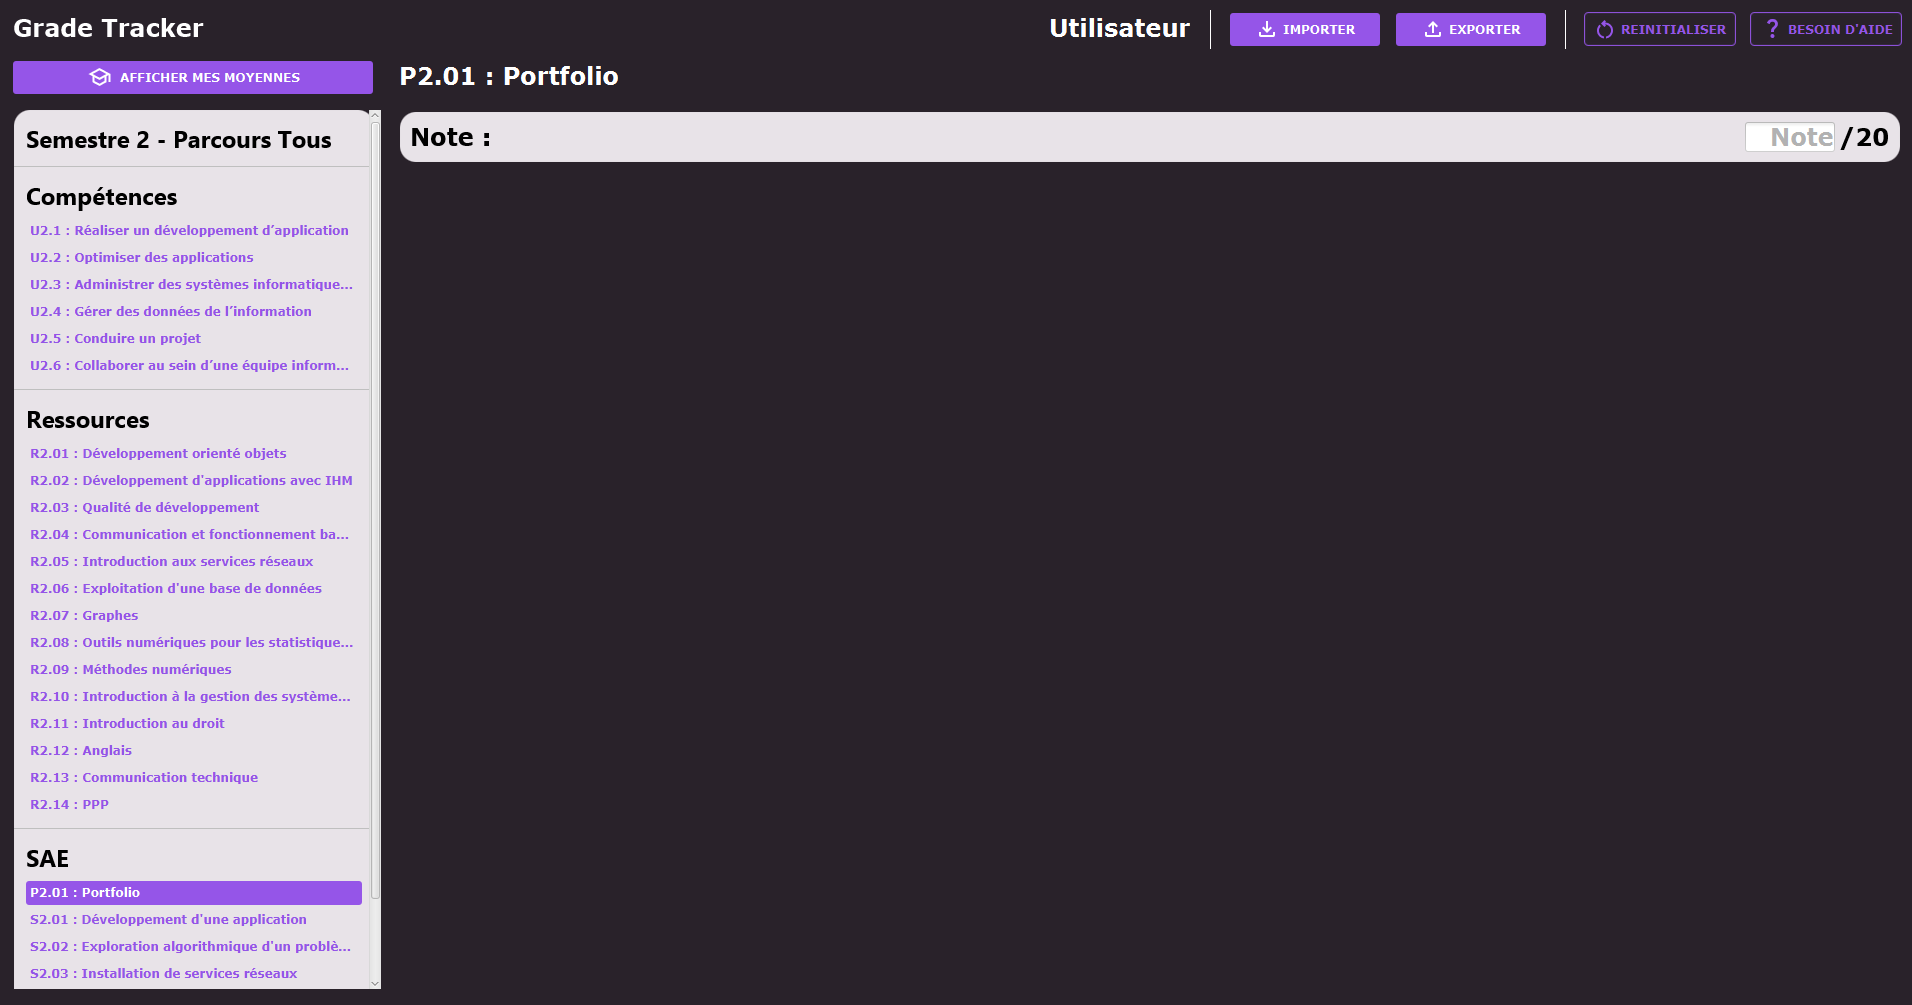 Grade Tracker
Utilisateur
IMPORTER
EXPORTER
REINITIALISER
? BESOIN D'AIDE
AFFICHER MES MOYENNES
P2.01 : Portfolio
Note :
Note /20
Semestre 2 - Parcours Tous
Compétences
U2.1 : Réaliser un développement d’application
U2.2 : Optimiser des applications
U2.3 : Administrer des systèmes informatique...
U2.4 : Gérer des données de l’information
U2.5 : Conduire un projet
U2.6 : Collaborer au sein d’une équipe inform...
Ressources
R2.01 : Développement orienté objets
R2.02 : Développement d'applications avec IHM
R2.03 : Qualité de développement
R2.04 : Communication et fonctionnement ba...
R2.05 : Introduction aux services réseaux
R2.06 : Exploitation d'une base de données
R2.07 : Graphes
R2.08 : Outils numériques pour les statistique...
R2.09 : Méthodes numériques
R2.10 : Introduction à la gestion des système...
R2.11 : Introduction au droit
R2.12 : Anglais
R2.13 : Communication technique
R2.14 : PPP
SAE
P2.01 : Portfolio
S2.01 : Développement d'une application
S2.02 : Exploration algorithmique d'un problè...
S2.03 : Installation de services réseaux